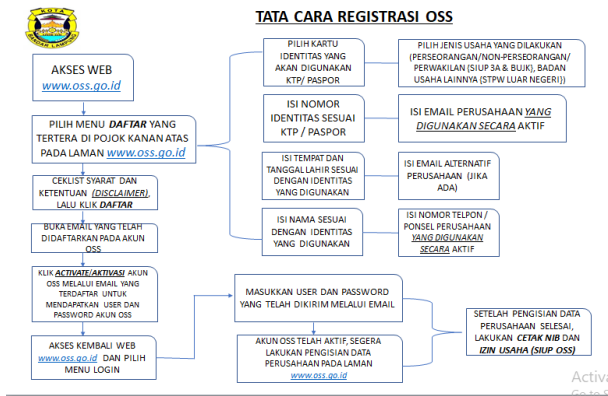 KOTA
BANDAR LAMPUNG
TATA CARA REGISTRASI OSS
AKSES WEB
www.oss.go.id
PILIH MENU DAFTAR YANG
TERTERA DI POJOK KANAN ATAS
PADA LAMAN www.oss.go.id
CEKLIST SYARAT DAN
KETENTUAN (DISCLAIMER),
LALU KLIK DAFTAR
BUKA EMAIL YANG TELAH
DIDAFTARKAN PADA AKUN
OSS
KLIK ACTIVATE/AKTIVASI AKUN
OSS MELALUI EMAIL YANG
TERDAFTAR UNTUK
MENDAPATKAN USER DAN
PASSWORD AKUN OSS
AKSES KEMBALI WEB
www.oss.go.id DAN PILIH
MENU LOGIN
PILIH KARTU
IDENTITAS YANG
AKAN DIGUNAKAN
KTP/ PASPOR
PILIH JENIS USAHA YANG DILAKUKAN
(PERSEORANGAN/NON-PERSEORANGAN/
PERWAKILAN (SIUP 3A & BUJK), BADAN
USAHA LAINNYA (STPW LUAR NEGERI))
ISI NOMOR
IDENTITAS SESUAI
KTP / PASPOR
ISI EMAIL PERUSAHAAN YANG
DIGUNAKAN SECARA AKTIF
ISI TEMPAT DAN
TANGGAL LAHIR SESUAI
DENGAN IDENTITAS
YANG DIGUNAKAN
ISI EMAIL ALTERNATIF
PERUSAHAAN (JIKA
ADA)
ISI NAMA SESUAI
DENGAN IDENTITAS
YANG DIGUNAKAN
ISI NOMOR TELPON /
PONSEL PERUSAHAAN
YANG DIGUNAKAN
SECARA AKTIF
MASUKKAN USER DAN PASSWORD
YANG TELAH DIKIRIM MELALUI EMAIL
AKUN OSS TELAH AKTIF, SEGERA
LAKUKAN PENGISIAN DATA
PERUSAHAAN PADA LAMAN
www.oss.go.id
SETELAH PENGISIAN DATA
PERUSAHAAN SELESAI,
LAKUKAN CETAK NIB DAN
IZIN USAHA (SIUP OSS)
Activa